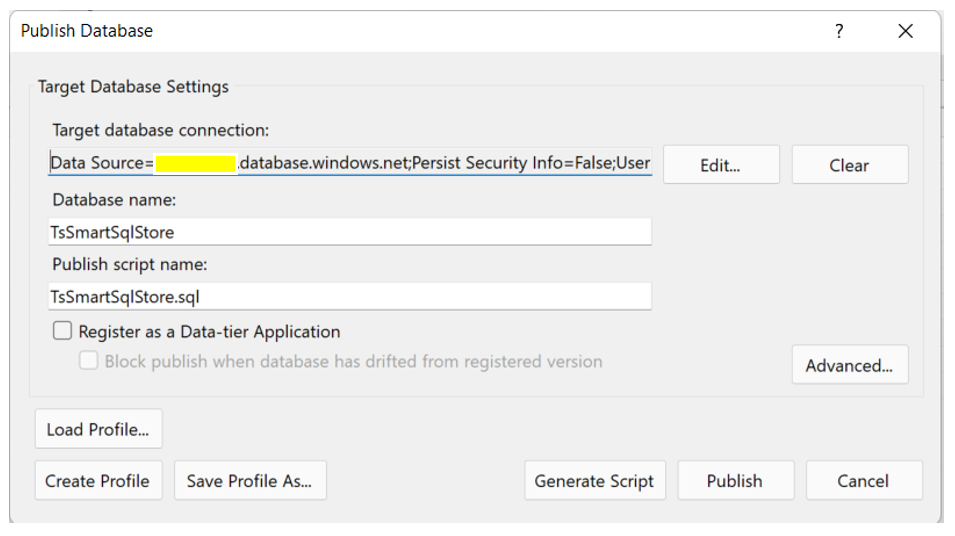 Publish Database ?
Target Database Settings
Target database connection:
Data Source= .database.windows.net;Persist Security Info=False;User Edit... Clear
Database name:
TsSmartSqlStore
Publish script name:
TsSmartSqlStore.sql
Register as a Data-tier Application
Block publish when database has drifted from registered version
Advanced...
Load Profile...
Create Profile Save Profile As... Generate Script Publish Cancel